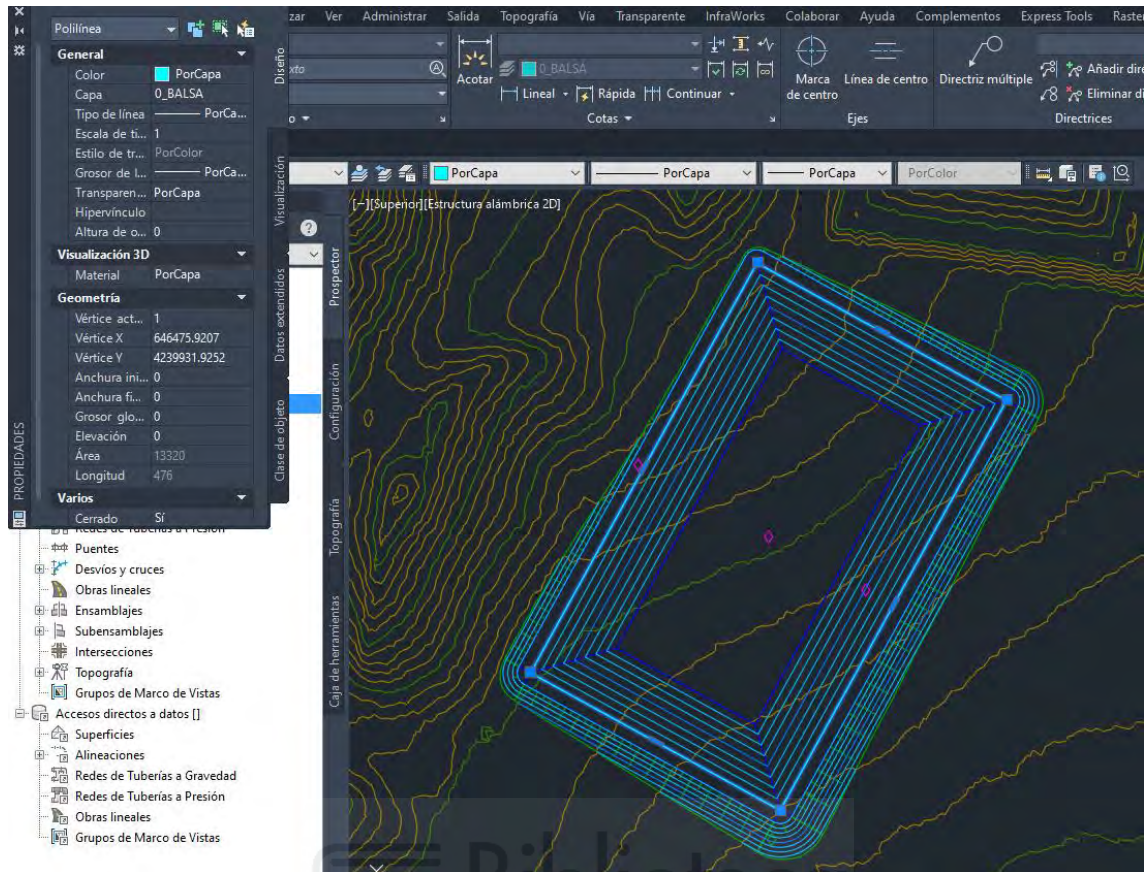 Polilínea
General
Color PorCapa
Capa 0_BALSA
Tipo de línea PorCa...
Escala de ti... 1
Estilo de tr... PorColor
Grosor de l... PorCa...
Transparen... PorCapa
Hipervínculo
Altura de o... 0
Visualización 3D
Material PorCapa
Geometría
Vértice act... 1
Vértice X 646475.9207
Vértice Y 4239931.9252
Anchura ini... 0
Anchura fi... 0
Grosor glo... 0
Elevación 0
Área 13320
Longitud 476
Varios
Cerrado Sí
PROPIEDADES
Diseño
Visualización
Datos extendidos
Clase de objeto
zar Ver Administrar Salida Topografía Vía Transparente InfraWorks Colaborar Ayuda Complementos Express Tools Raster
xto
Acotar
0_BALSA
Lineal Rápida Continuar
Cotas
Marca de centro
Línea de centro
Ejes
Directriz múltiple
Añadir dire
Eliminar di
Directrices
PorCapa PorCapa PorCapa PorColor
[−][Superior][Estructura alámbrica 2D]
Prospector
Configuración
Topografía
Caja de herramientas
Redes de Tuberías a Presión
Puentes
Desvíos y cruces
Obras lineales
Ensamblajes
Subensamblajes
Intersecciones
Topografía
Grupos de Marco de Vistas
Accesos directos a datos []
Superficies
Alineaciones
Redes de Tuberías a Gravedad
Redes de Tuberías a Presión
Obras lineales
Grupos de Marco de Vistas